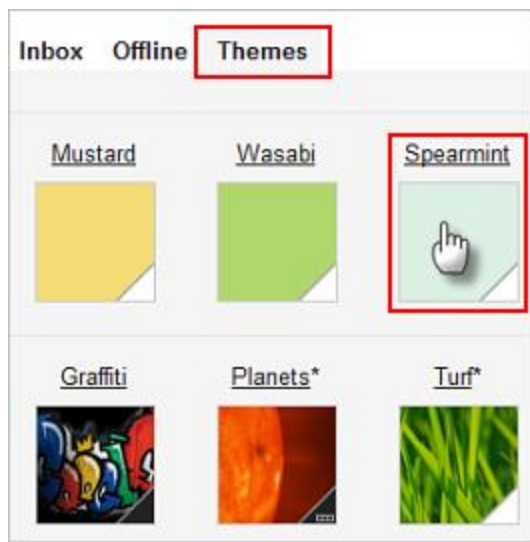 Inbox Offline Themes
Mustard Wasabi Spearmint
Graffiti Planets* Turf*